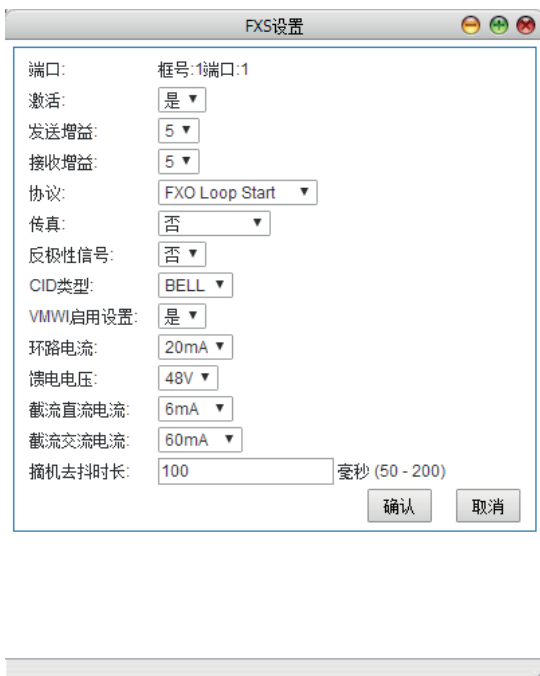 FXS设置
端口: 框号:1端口:1
激活: 是
发送增益: 5
接收增益: 5
协议: FXO Loop Start
传真: 否
反极性信号: 否
CID类型: BELL
VMWI启用设置: 是
环路电流: 20mA
馈电电压: 48V
截流直流电流: 6mA
截流交流电流: 60mA
摘机去抖时长: 100 毫秒 (50 - 200)
确认 取消